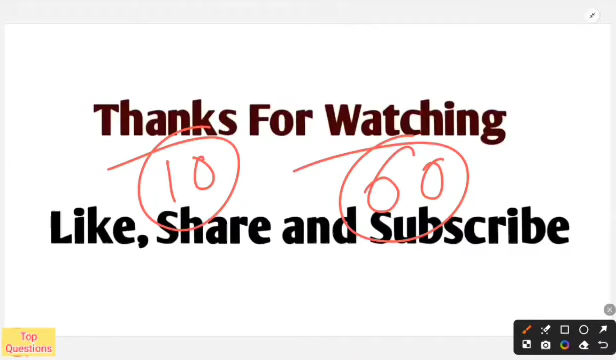 Thanks For Watching
10 60
Like, Share and Subscribe
Top
Questions